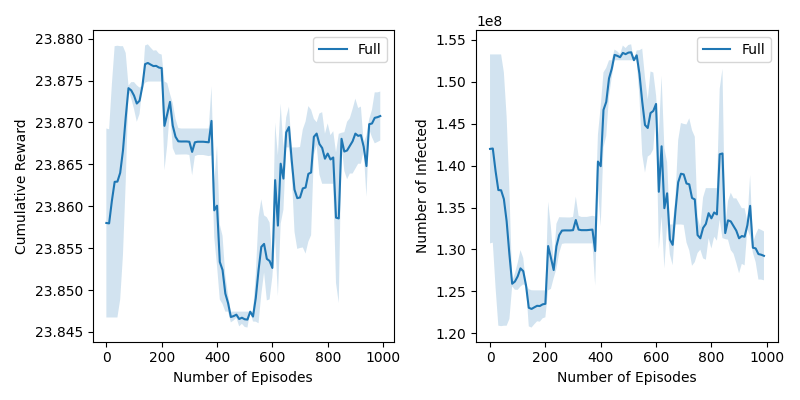 Cumulative Reward
23.880
23.875
23.870
23.865
23.860
23.855
23.850
23.845
0 200 400 600 800 1000
Number of Episodes
Full
1e8
Number of Infected
1.55
1.50
1.45
1.40
1.35
1.30
1.25
1.20
0 200 400 600 800 1000
Number of Episodes
Full